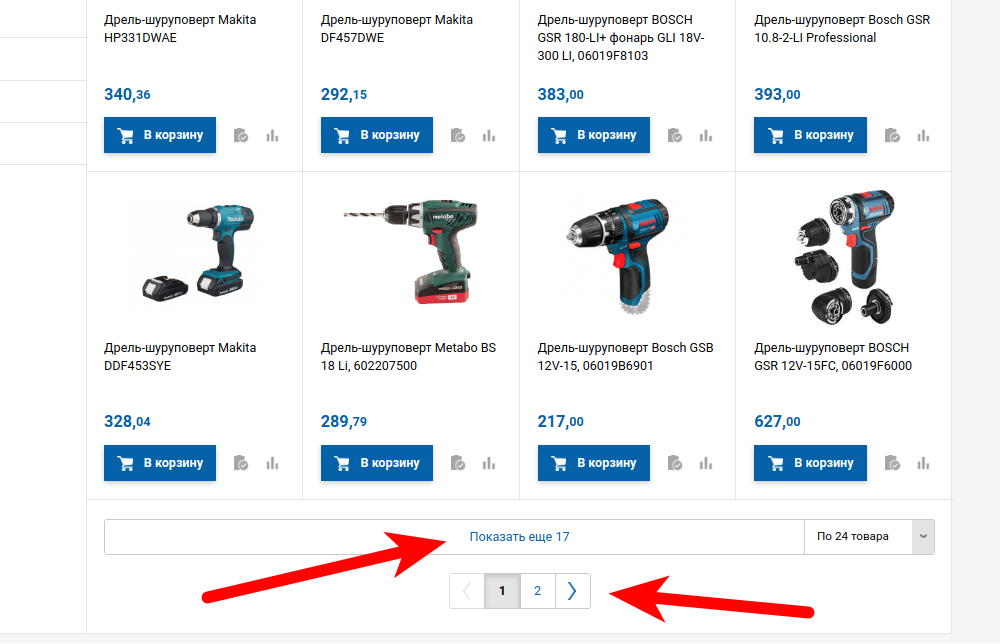 Дрель-шуруповерт Makita
HP331DWAE
340,36
В корзину
Дрель-шуруповерт Makita
DF457DWE
292,15
В корзину
Дрель-шуруповерт BOSCH
GSR 180-LI+ фонарь GLI 18V-
300 LI, 06019F8103
383,00
В корзину
Дрель-шуруповерт Bosch GSR
10.8-2-LI Professional
393,00
В корзину
Makita
Дрель-шуруповерт Makita
DDF453SYE
328,04
В корзину
metabo
Дрель-шуруповерт Metabo BS
18 Li, 602207500
289,79
В корзину
Дрель-шуруповерт Bosch GSB
12V-15, 06019B6901
217,00
В корзину
Дрель-шуруповерт BOSCH
GSR 12V-15FC, 06019F6000
627,00
В корзину
Показать еще 17
По 24 товара
1
2